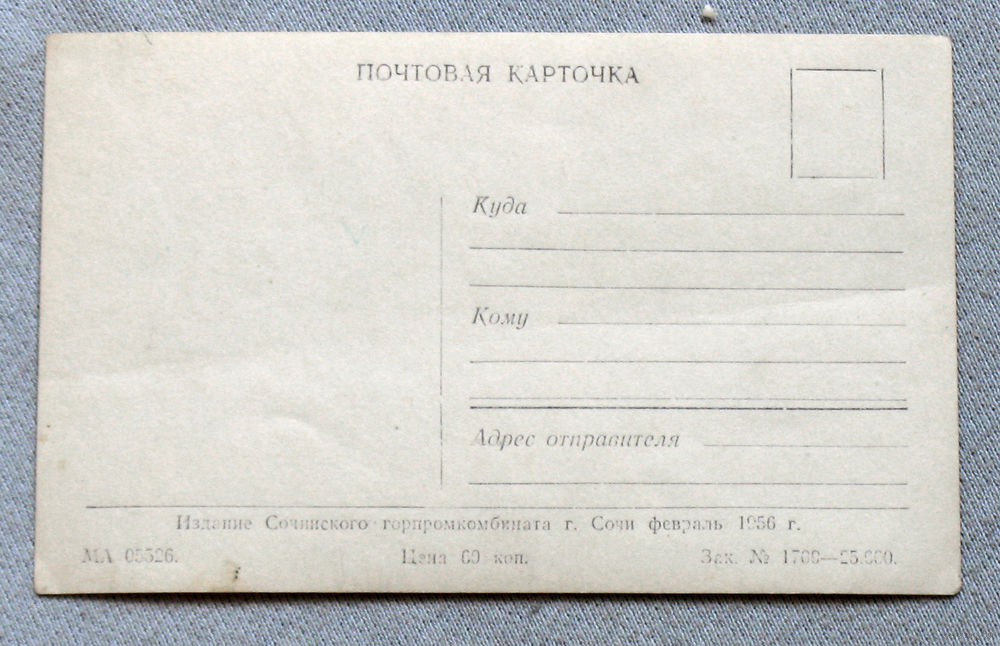 ПОЧТОВАЯ КАРТОЧКА
Куда
Кому
Адрес отправителя
Издание Сочинского горпромкомбината г. Сочи февраль 1956 г.
МА 05526. Цена 60 коп. Зак. № 1700—25.000.